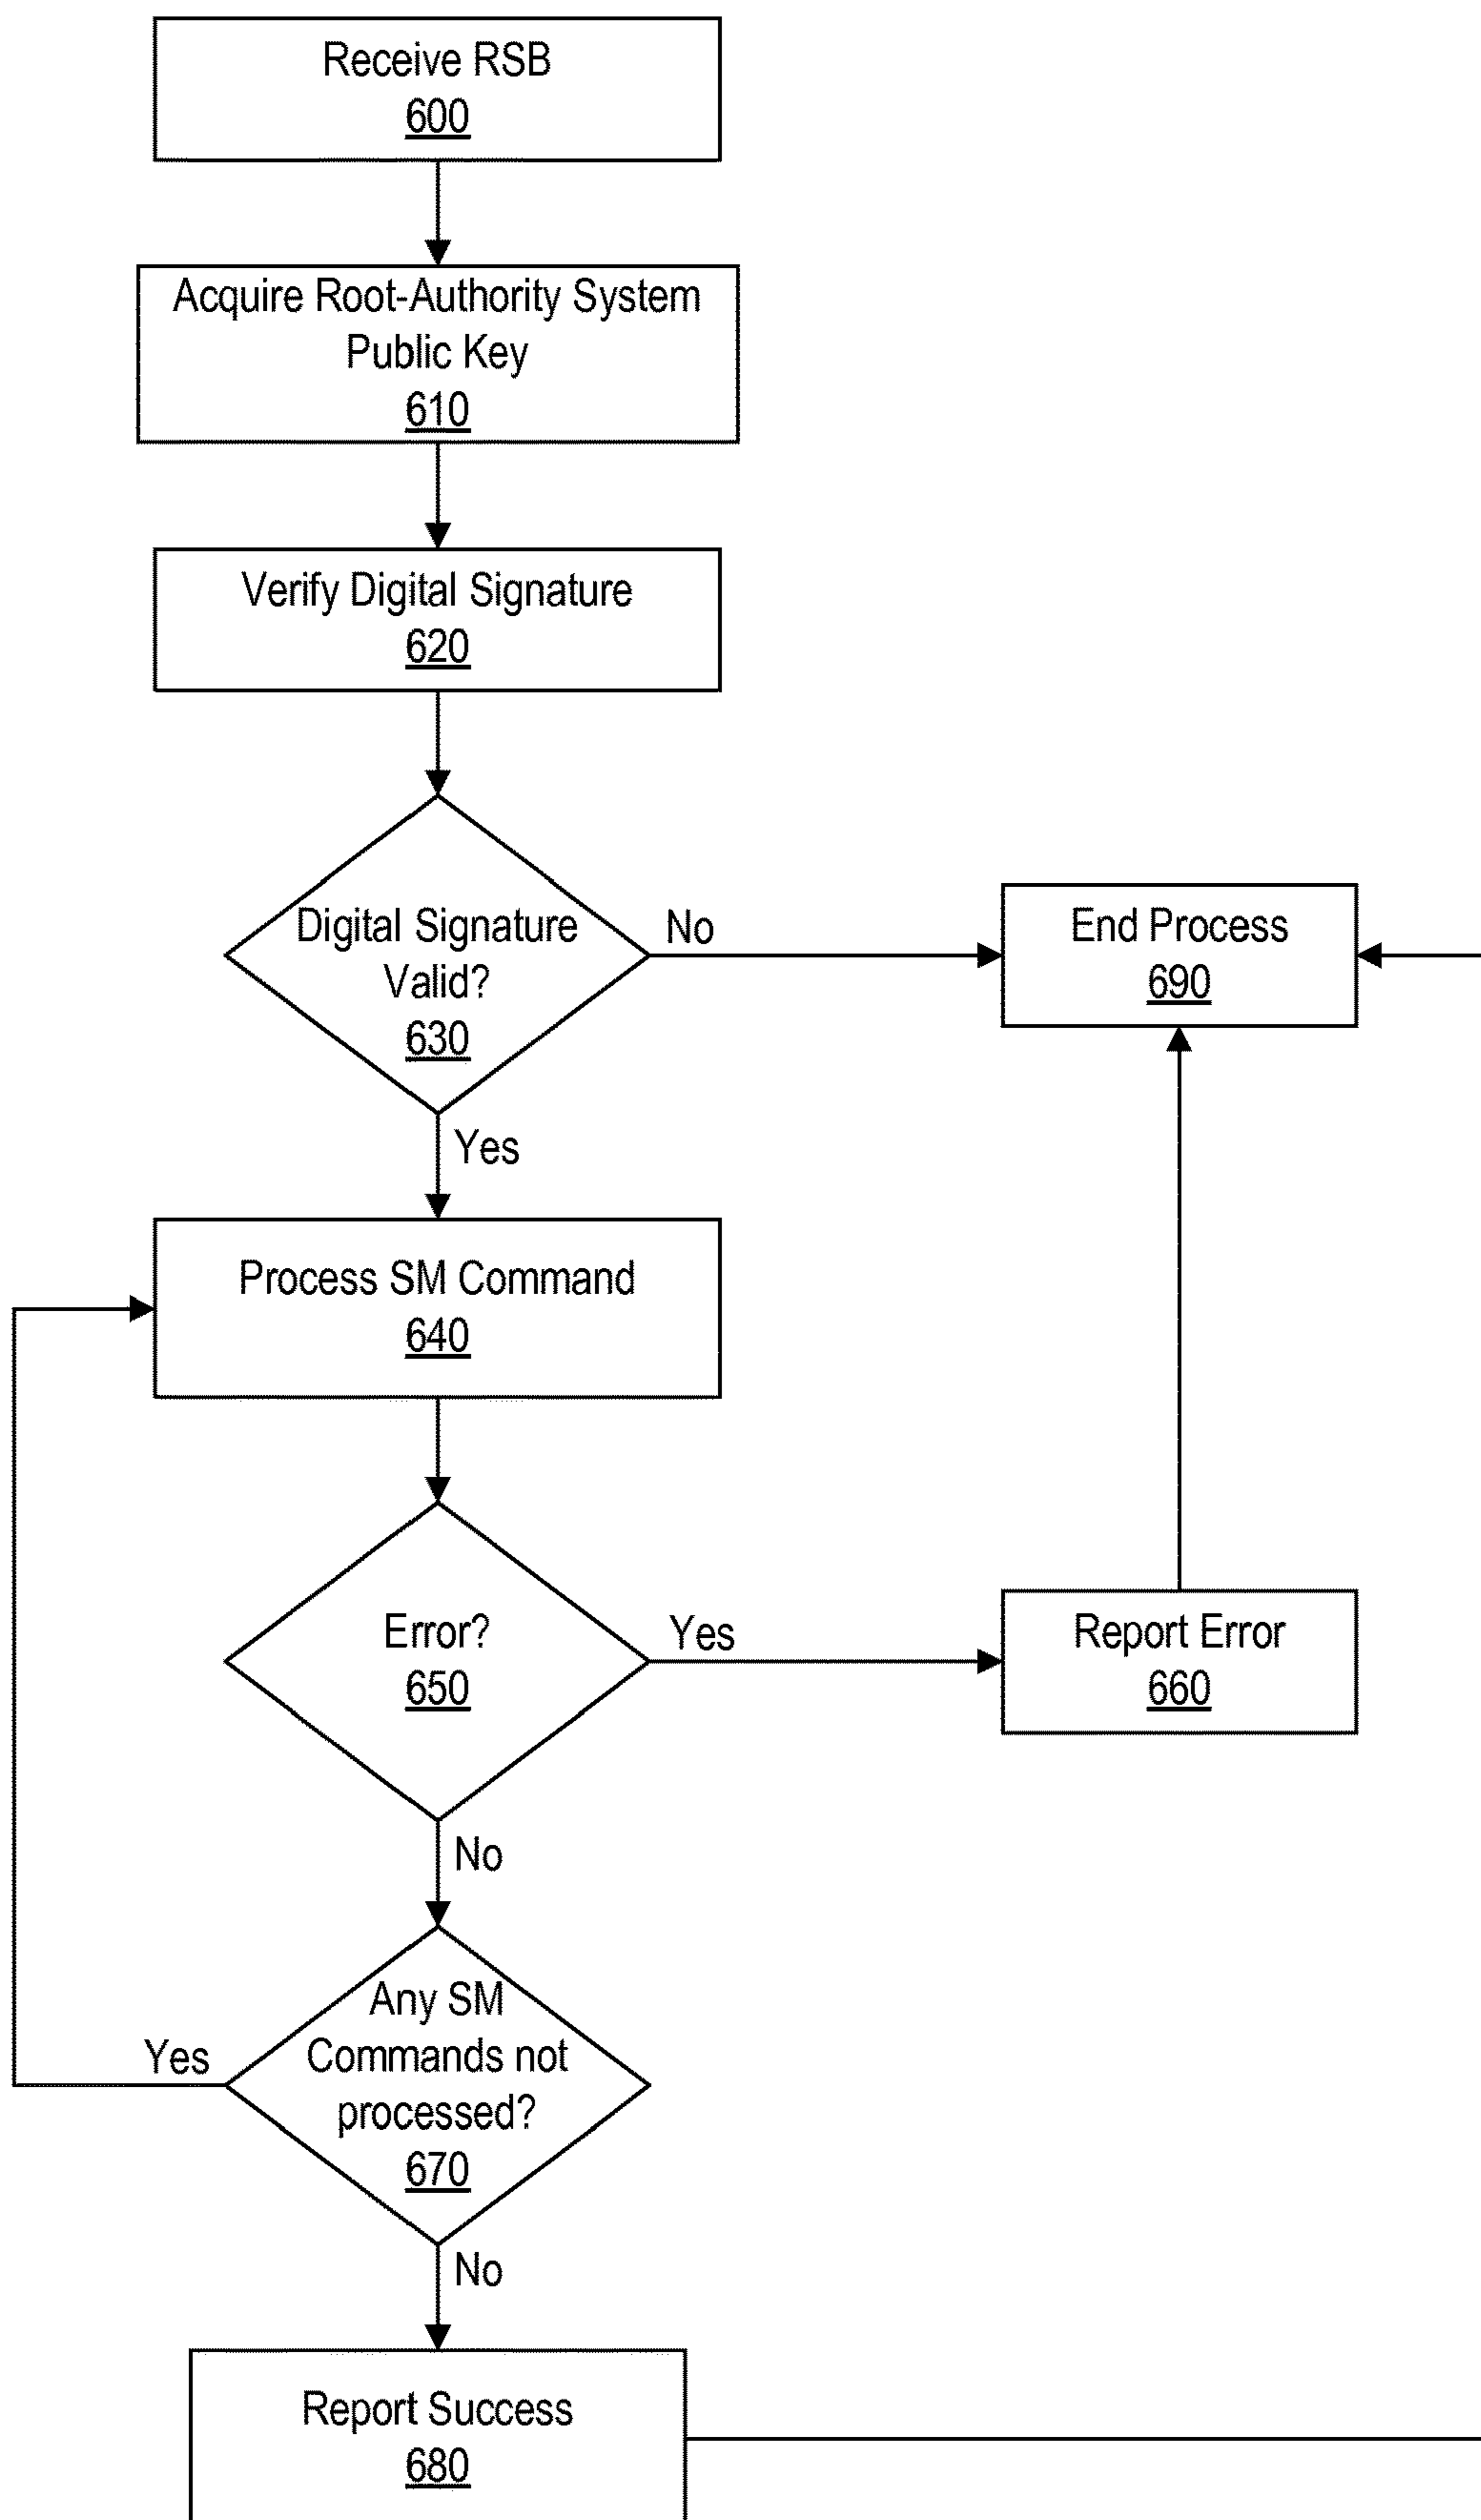 Receive RSB
600
Acquire Root-Authority System
Public Key
610
Verify Digital Signature
620
Digital Signature
Valid?
630
No
End Process
690
Yes
Process SM Command
640
Error?
650
Yes
Report Error
660
No
Any SM
Commands not
processed?
670
Yes
No
Report Success
680